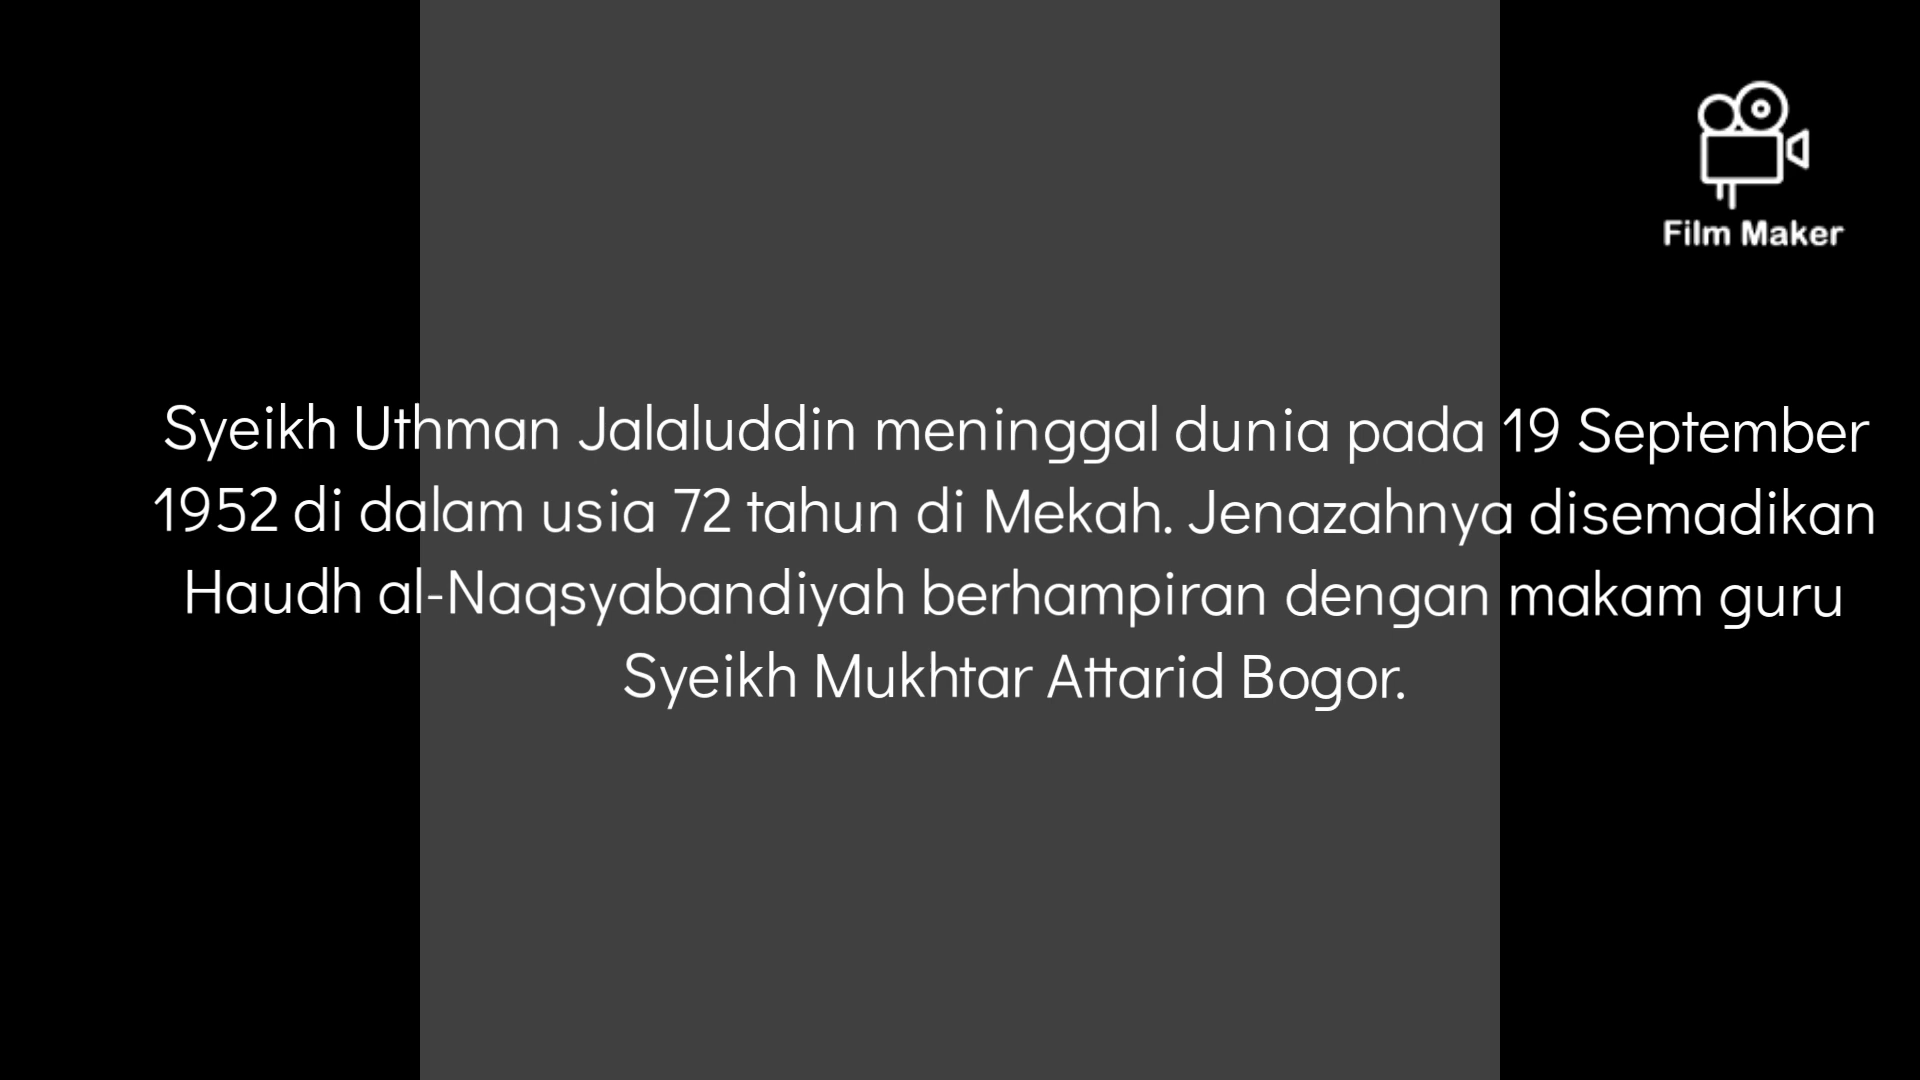 Film Maker
Syeikh Uthman Jalaluddin meninggal dunia pada 19 September
1952 di dalam usia 72 tahun di Mekah. Jenazahnya disemadikan
Haudh al-Naqsyabandiyah berhampiran dengan makam guru
Syeikh Mukhtar Attarid Bogor.